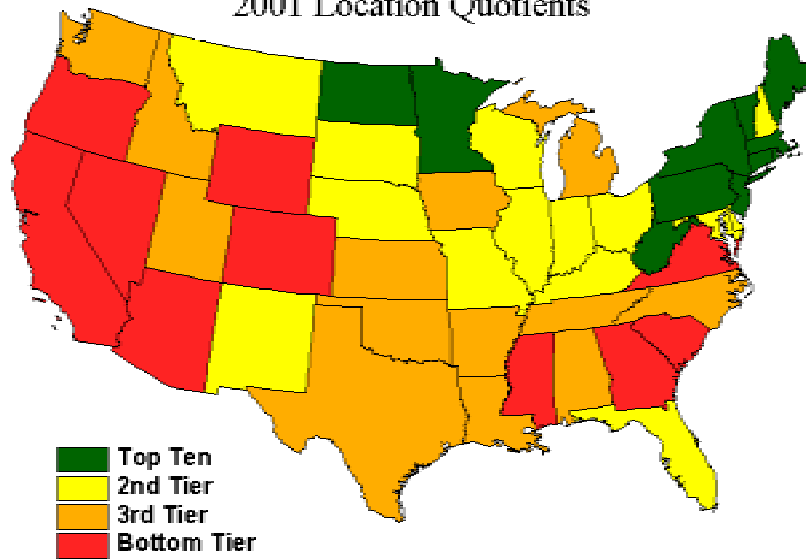 2001 Location Quotients
Top Ten
2nd Tier
3rd Tier
Bottom Tier